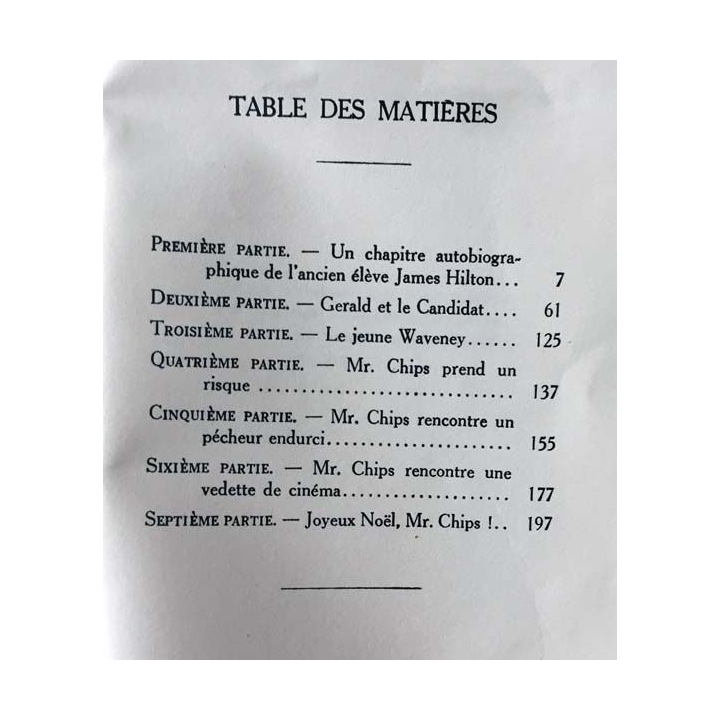 TABLE DES MATIÈRES
PREMIÈRE PARTIE. — Un chapitre autobiogra-
phique de l'ancien élève James Hilton... 7
DEUXIÈME PARTIE. — Gerald et le Candidat.... 61
TROISIÈME PARTIE. — Le jeune Waveney...... 125
QUATRIÈME PARTIE. — Mr. Chips prend un
risque .............................. 137
CINQUIÈME PARTIE. — Mr. Chips rencontre un
pécheur endurci...................... 155
SIXIÈME PARTIE. — Mr. Chips rencontre une
vedette de cinéma.................... 177
SEPTIÈME PARTIE. — Joyeux Noël, Mr. Chips !.. 197